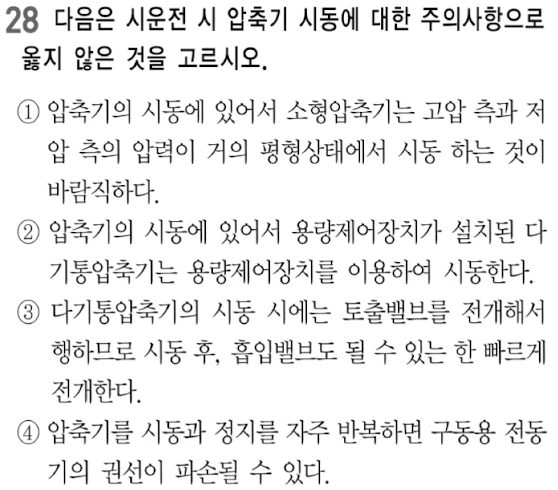 28 다음은 시운전 시 압축기 시동에 대한 주의사항으로
옳지 않은 것을 고르시오.
① 압축기의 시동에 있어서 소형압축기는 고압 측과 저
압 측의 압력이 거의 평형상태에서 시동 하는 것이
바람직하다.
② 압축기의 시동에 있어서 용량제어장치가 설치된 다
기통압축기는 용량제어장치를 이용하여 시동한다.
③ 다기통압축기의 시동 시에는 토출밸브를 전개해서
행하므로 시동 후, 흡입밸브도 될 수 있는 한 빠르게
전개한다.
④ 압축기를 시동과 정지를 자주 반복하면 구동용 전동
기의 권선이 파손될 수 있다.